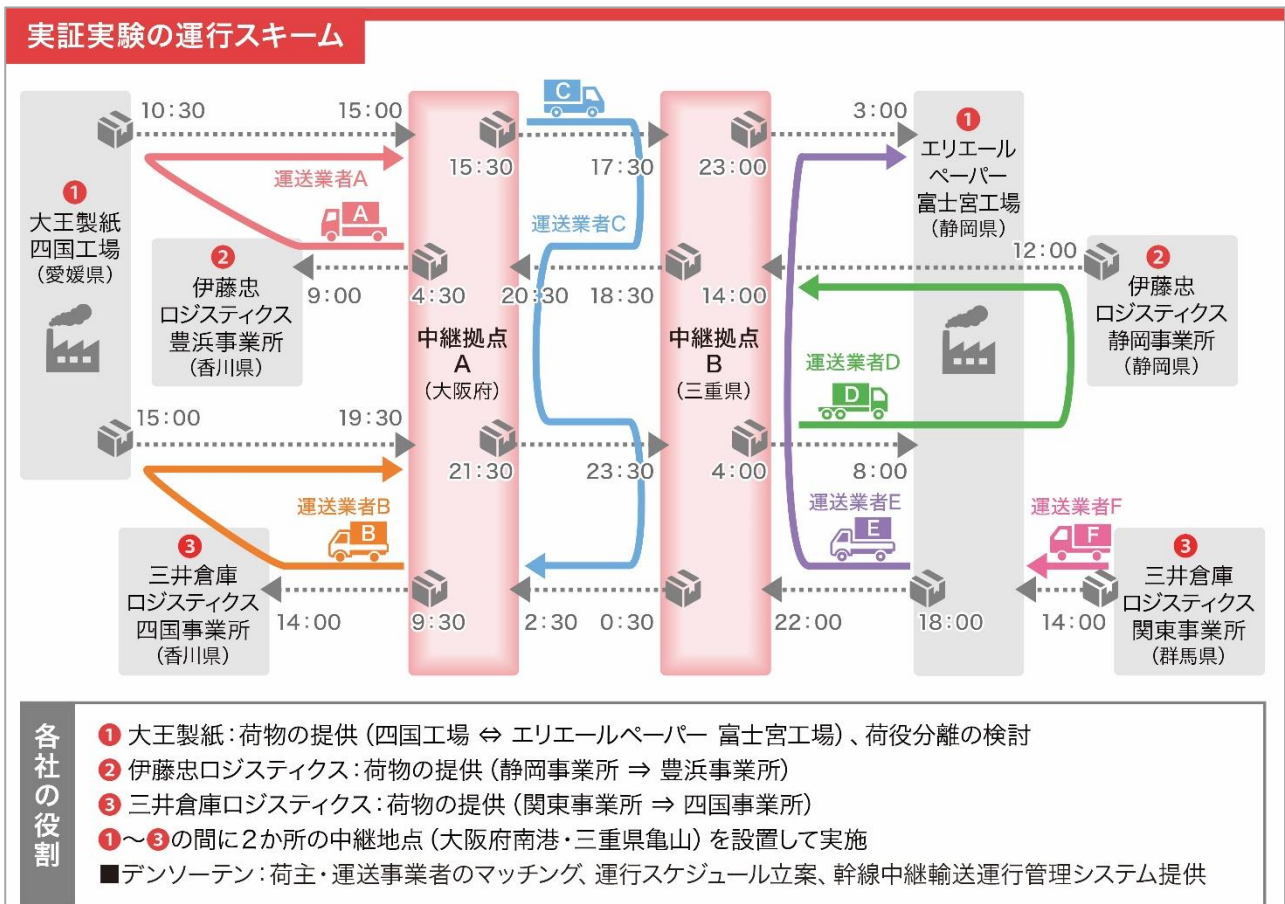 実証実験の運行スキーム
10:30
15:00
C
3:00
❶
エリエール
ペーパー
富士宮工場
(静岡県)
運送業者A
A
15:30
17:30
23:00
❶
大王製紙
四国工場
(愛媛県)
運送業者C
❷
伊藤忠
ロジスティクス
豊浜事業所
(香川県)
9:00
4:30
20:30
18:30
14:00
12:00
❷
伊藤忠
ロジスティクス
静岡事業所
(静岡県)
中継拠点
A
(大阪府)
中継拠点
B
(三重県)
運送業者D
D
15:00
19:30
21:30
23:30
4:00
8:00
運送業者B
B
運送業者E
E
運送業者F
F
❸
三井倉庫
ロジスティクス
四国事業所
(香川県)
14:00
9:30
2:30
0:30
22:00
18:00
14:00
❸
三井倉庫
ロジスティクス
関東事業所
(群馬県)
各社の役割
❶ 大王製紙:荷物の提供 (四国工場 ⇔ エリエールペーパー 富士宮工場) 、荷役分離の検討
❷ 伊藤忠ロジスティクス:荷物の提供 (静岡事業所 ⇒ 豊浜事業所)
❸ 三井倉庫ロジスティクス:荷物の提供 (関東事業所 ⇒ 四国事業所)
❶～❸の間に2か所の中継地点 (大阪府南港・三重県亀山) を設置して実施
■デンソーテン:荷主・運送事業者のマッチング、運行スケジュール立案、幹線中継輸送運行管理システム提供